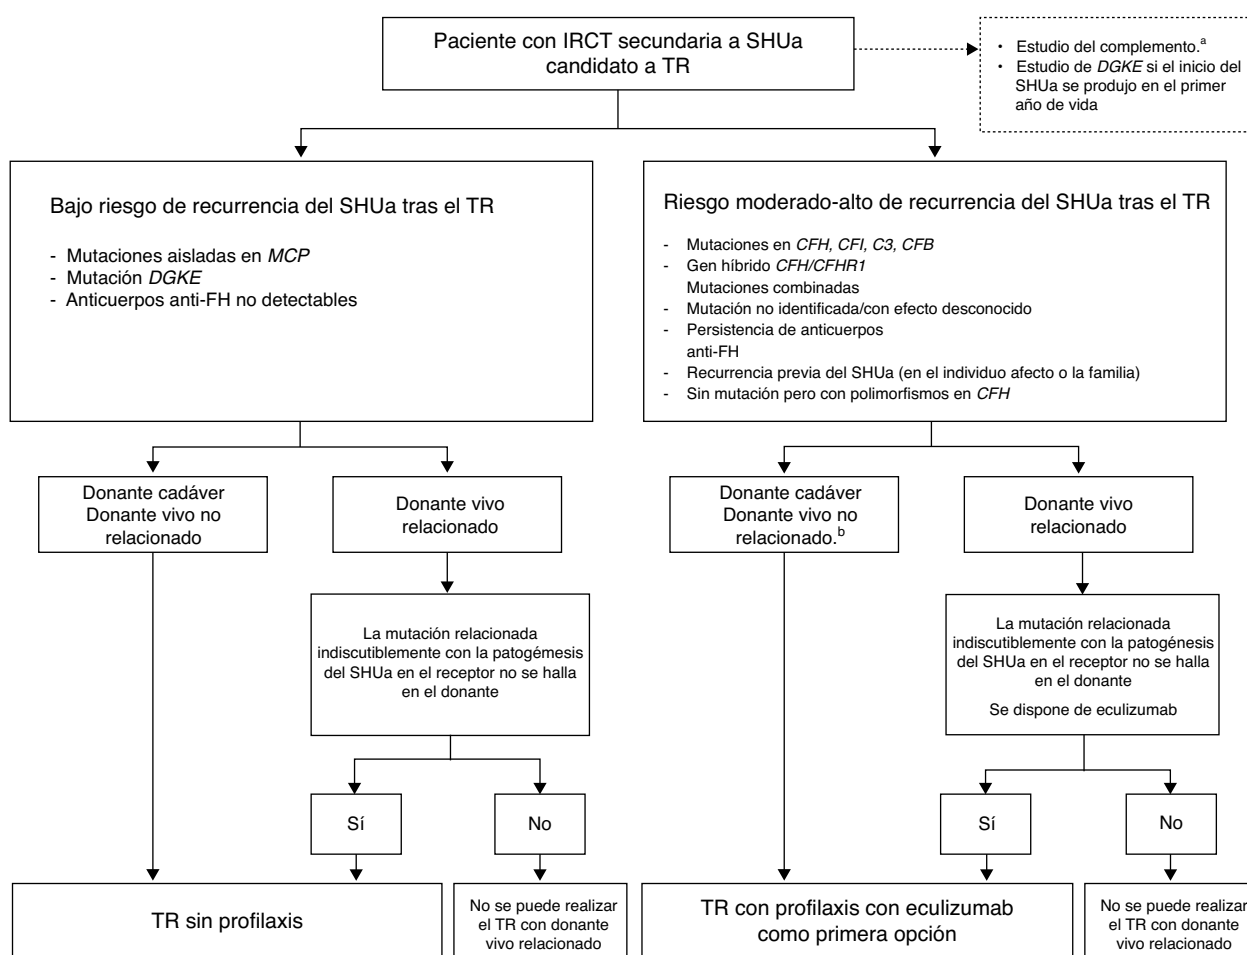 Paciente con IRCT secundaria a SHUa
candidato a TR
• Estudio del complemento.a
• Estudio de DGKE si el inicio del
SHUa se produjo en el primer
año de vida
Bajo riesgo de recurrencia del SHUa tras el TR
- Mutaciones aisladas en MCP
- Mutación DGKE
- Anticuerpos anti-FH no detectables
Riesgo moderado-alto de recurrencia del SHUa tras el TR
- Mutaciones en CFH, CFI, C3, CFB
- Gen híbrido CFH/CFHR1
Mutaciones combinadas
- Mutación no identificada/con efecto desconocido
- Persistencia de anticuerpos
anti-FH
- Recurrencia previa del SHUa (en el individuo afecto o la familia)
- Sin mutación pero con polimorfismos en CFH
Donante cadáver
Donante vivo no
relacionado
Donante vivo
relacionado
Donante cadáver
Donante vivo no
relacionado.b
Donante vivo
relacionado
La mutación relacionada
indiscutiblemente con la patogémesis
del SHUa en el receptor no se halla
en el donante
La mutación relacionada
indiscutiblemente con la patogénesis
del SHUa en el receptor no se halla
en el donante
Se dispone de eculizumab
Sí
No
Sí
No
TR sin profilaxis
No se puede realizar
el TR con donante
vivo relacionado
TR con profilaxis con eculizumab
como primera opción
No se puede realizar
el TR con donante
vivo relacionado